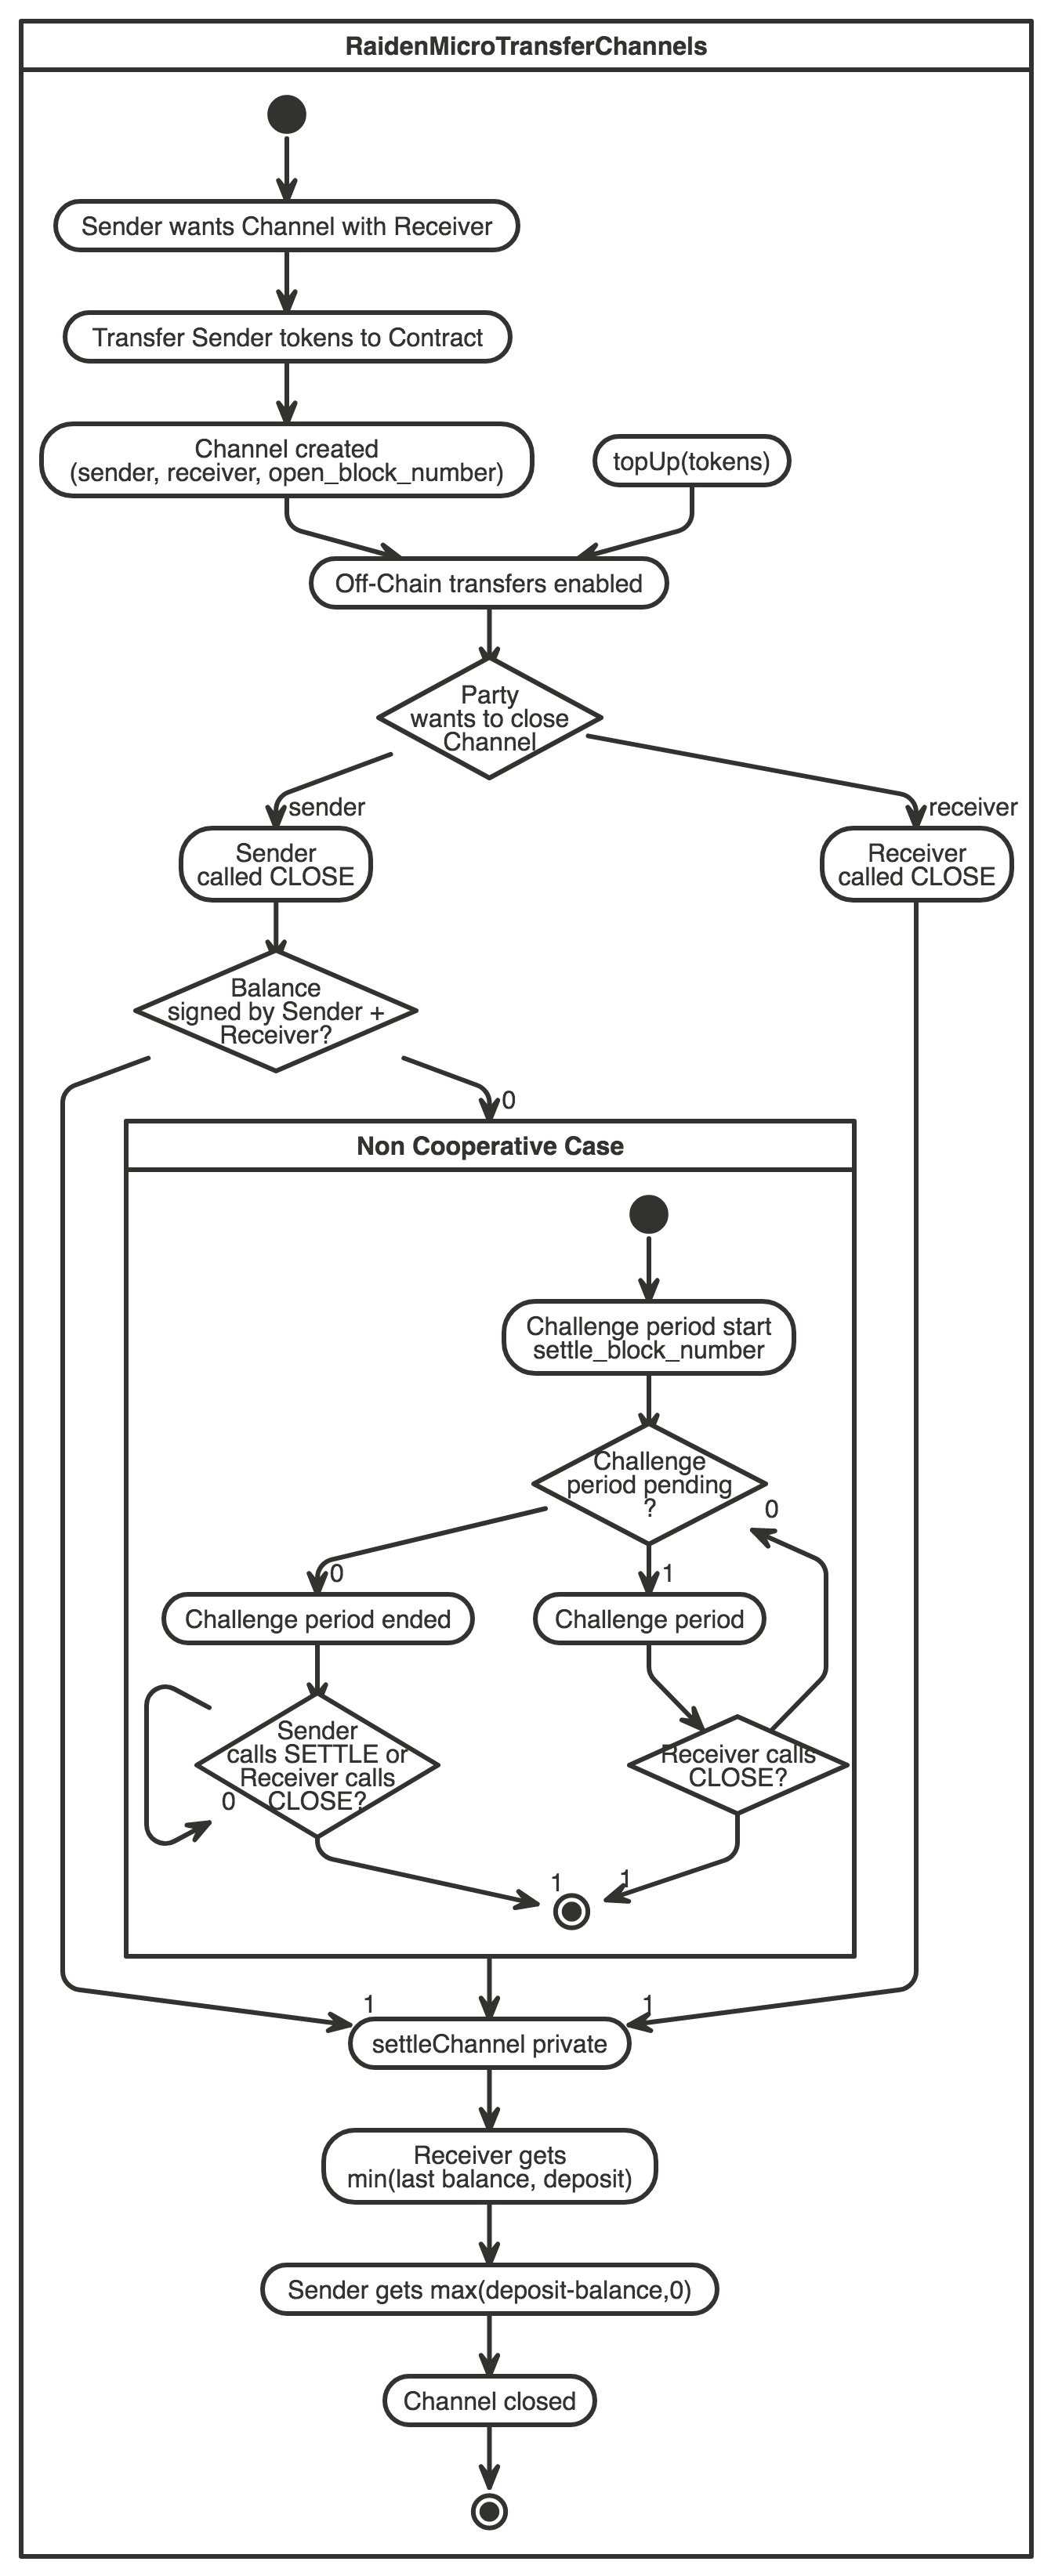 RaidenMicroTransferChannels
Sender wants Channel with Receiver
Transfer Sender tokens to Contract
Channel created
(sender, receiver, open_block_number)
topUp(tokens)
Off-Chain transfers enabled
Party
wants to close
Channel
sender
receiver
Sender
called CLOSE
Receiver
called CLOSE
Balance
signed by Sender +
Receiver?
0
Non Cooperative Case
Challenge period start
settle_block_number
Challenge
period pending
?
0
0
1
Challenge period ended
Challenge period
Sender
calls SETTLE or
Receiver calls
CLOSE?
0
Receiver calls
CLOSE?
1
1
1
1
settleChannel private
Receiver gets
min(last balance, deposit)
Sender gets max(deposit-balance,0)
Channel closed